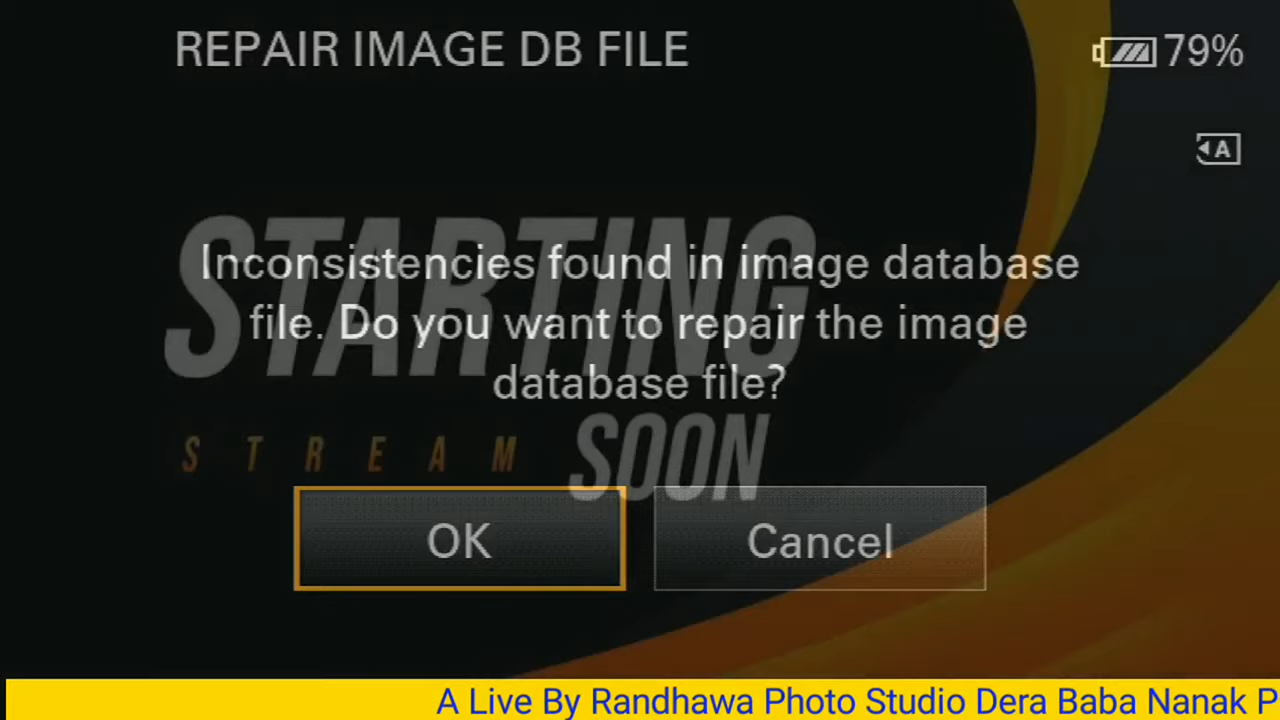 REPAIR IMAGE DB FILE
79%
A
STARTING
Inconsistencies found in image database
file. Do you want to repair the image
database file?
STREAM SOON
OK
Cancel
A Live By Randhawa Photo Studio Dera Baba Nanak P